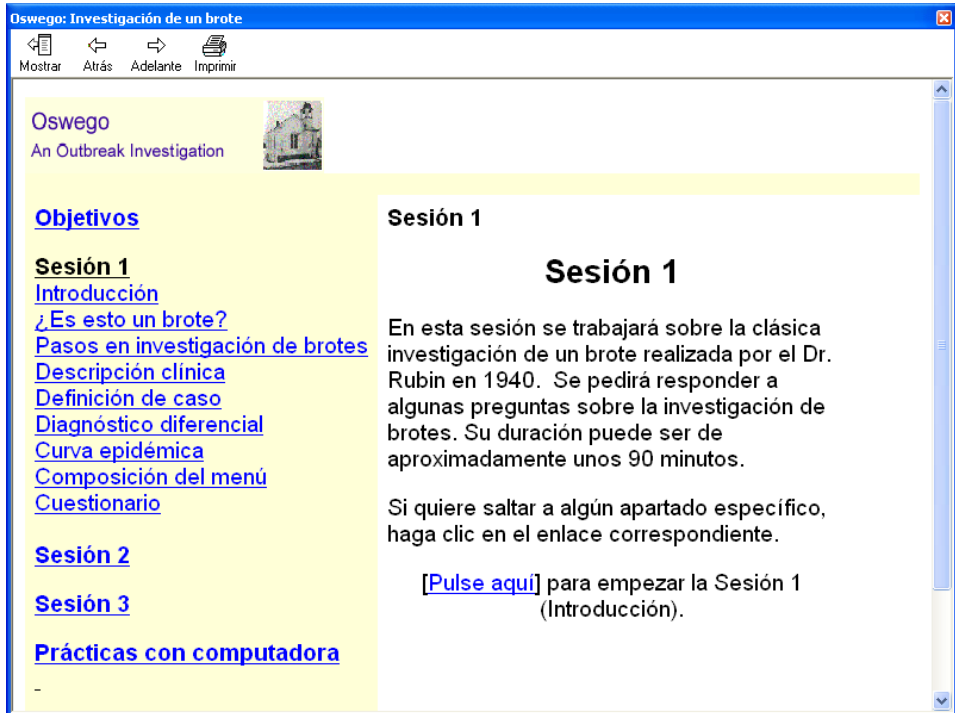 Oswego: Investigación de un brote
Mostrar Atrás Adelante Imprimir
Oswego
An Outbreak Investigation
Objetivos
Sesión 1
Introducción
¿Es esto un brote?
Pasos en investigación de brotes
Descripción clínica
Definición de caso
Diagnóstico diferencial
Curva epidémica
Composición del menú
Cuestionario
Sesión 2
Sesión 3
Prácticas con computadora
Sesión 1
Sesión 1
En esta sesión se trabajará sobre la clásica
investigación de un brote realizada por el Dr.
Rubin en 1940. Se pedirá responder a
algunas preguntas sobre la investigación de
brotes. Su duración puede ser de
aproximadamente unos 90 minutos.
Si quiere saltar a algún apartado específico,
haga clic en el enlace correspondiente.
[Pulse aquí] para empezar la Sesión 1
(Introducción).